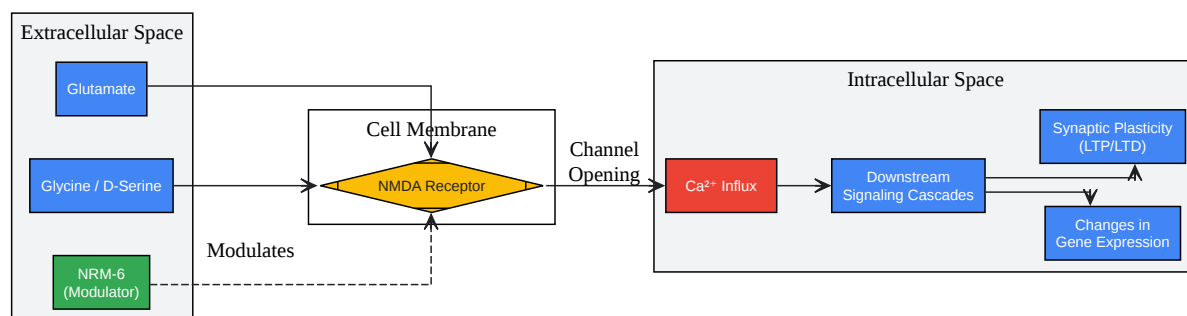 Extracellular Space
Glutamate
Glycine / D-Serine
NRM-6
(Modulator)
Modulates
Cell Membrane
NMDA Receptor
Channel
Opening
Intracellular Space
Ca²⁺ Influx
Downstream
Signaling Cascades
Synaptic Plasticity
(LTP/LTD)
Changes in
Gene Expression